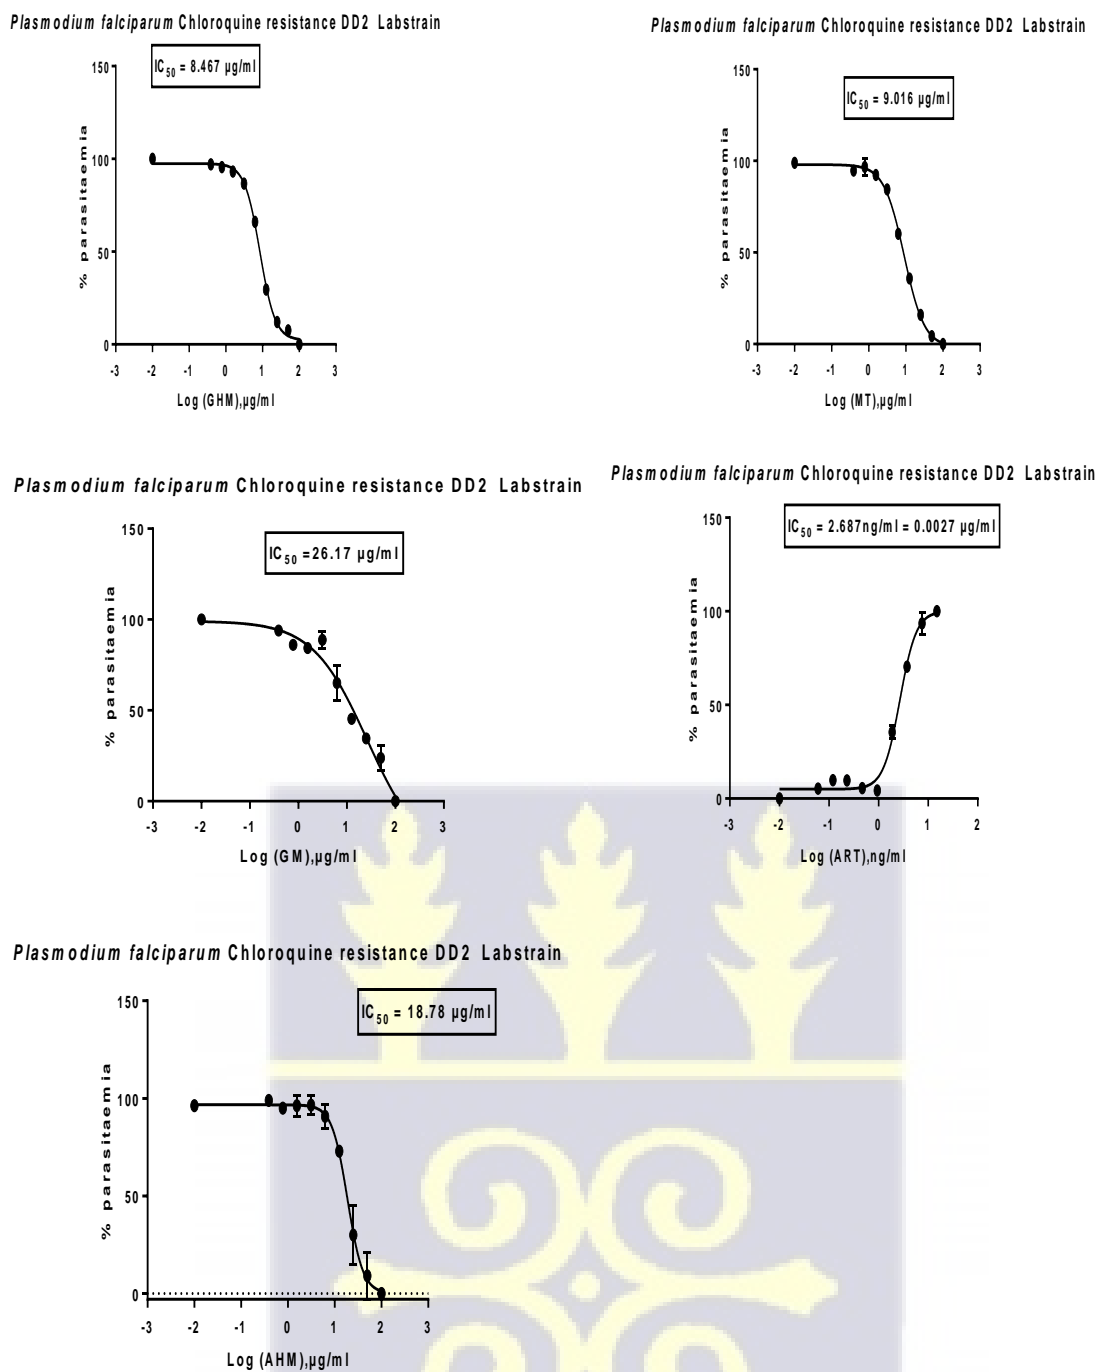 Plasmodium falciparum Chloroquine resistance DD2 Labstrain
IC50 = 8.467 µg/ml
150
100
50
0
% parasitaemia
-3 -2 -1 0 1 2 3
Log (GHM),µg/ml
Plasmodium falciparum Chloroquine resistance DD2 Labstrain
IC50 = 9.016 µg/ml
150
100
50
0
% parasitaemia
-3 -2 -1 0 1 2 3
Log (MT),µg/ml
Plasmodium falciparum Chloroquine resistance DD2 Labstrain
IC50 =26.17 µg/ml
150
100
50
0
% parasitaemia
-3 -2 -1 0 1 2 3
Log (GM),µg/ml
Plasmodium falciparum Chloroquine resistance DD2 Labstrain
IC50 = 2.687ng/ml = 0.0027 µg/ml
150
100
50
0
% parasitaemia
-3 -2 -1 0 1 2
Log (ART),ng/ml
Plasmodium falciparum Chloroquine resistance DD2 Labstrain
IC50 = 18.78 µg/ml
150
100
50
0
% parasitaemia
-3 -2 -1 0 1 2 3
Log (AHM),µg/ml